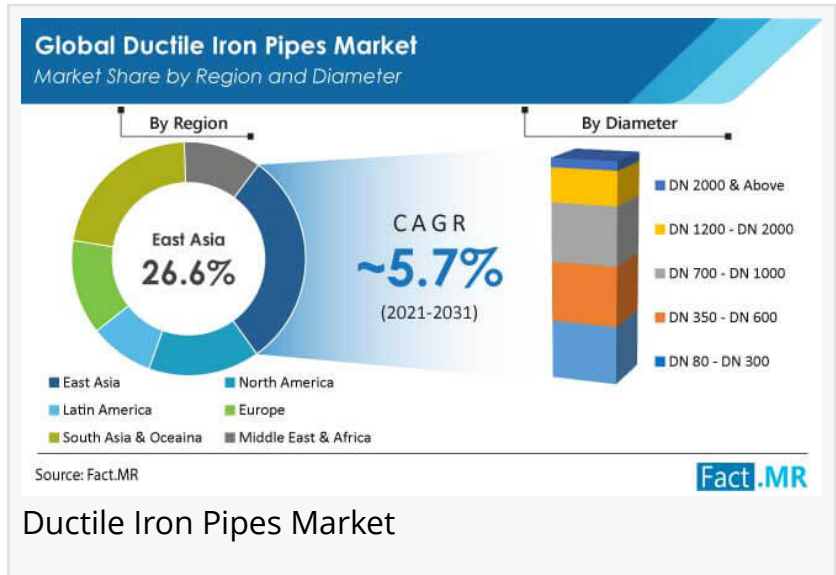 Global Ductile Iron Pipes Market
Market Share by Region and Diameter
By Region
By Diameter
East Asia
26.6%
CAGR
~5.7%
(2021-2031)
DN 2000 & Above
DN 1200 - DN 2000
DN 700 - DN 1000
DN 350 - DN 600
DN 80 - DN 300
East Asia
North America
Latin America
Europe
South Asia & Oceaina
Middle East & Africa
Source: Fact.MR
Fact.MR
Ductile Iron Pipes Market